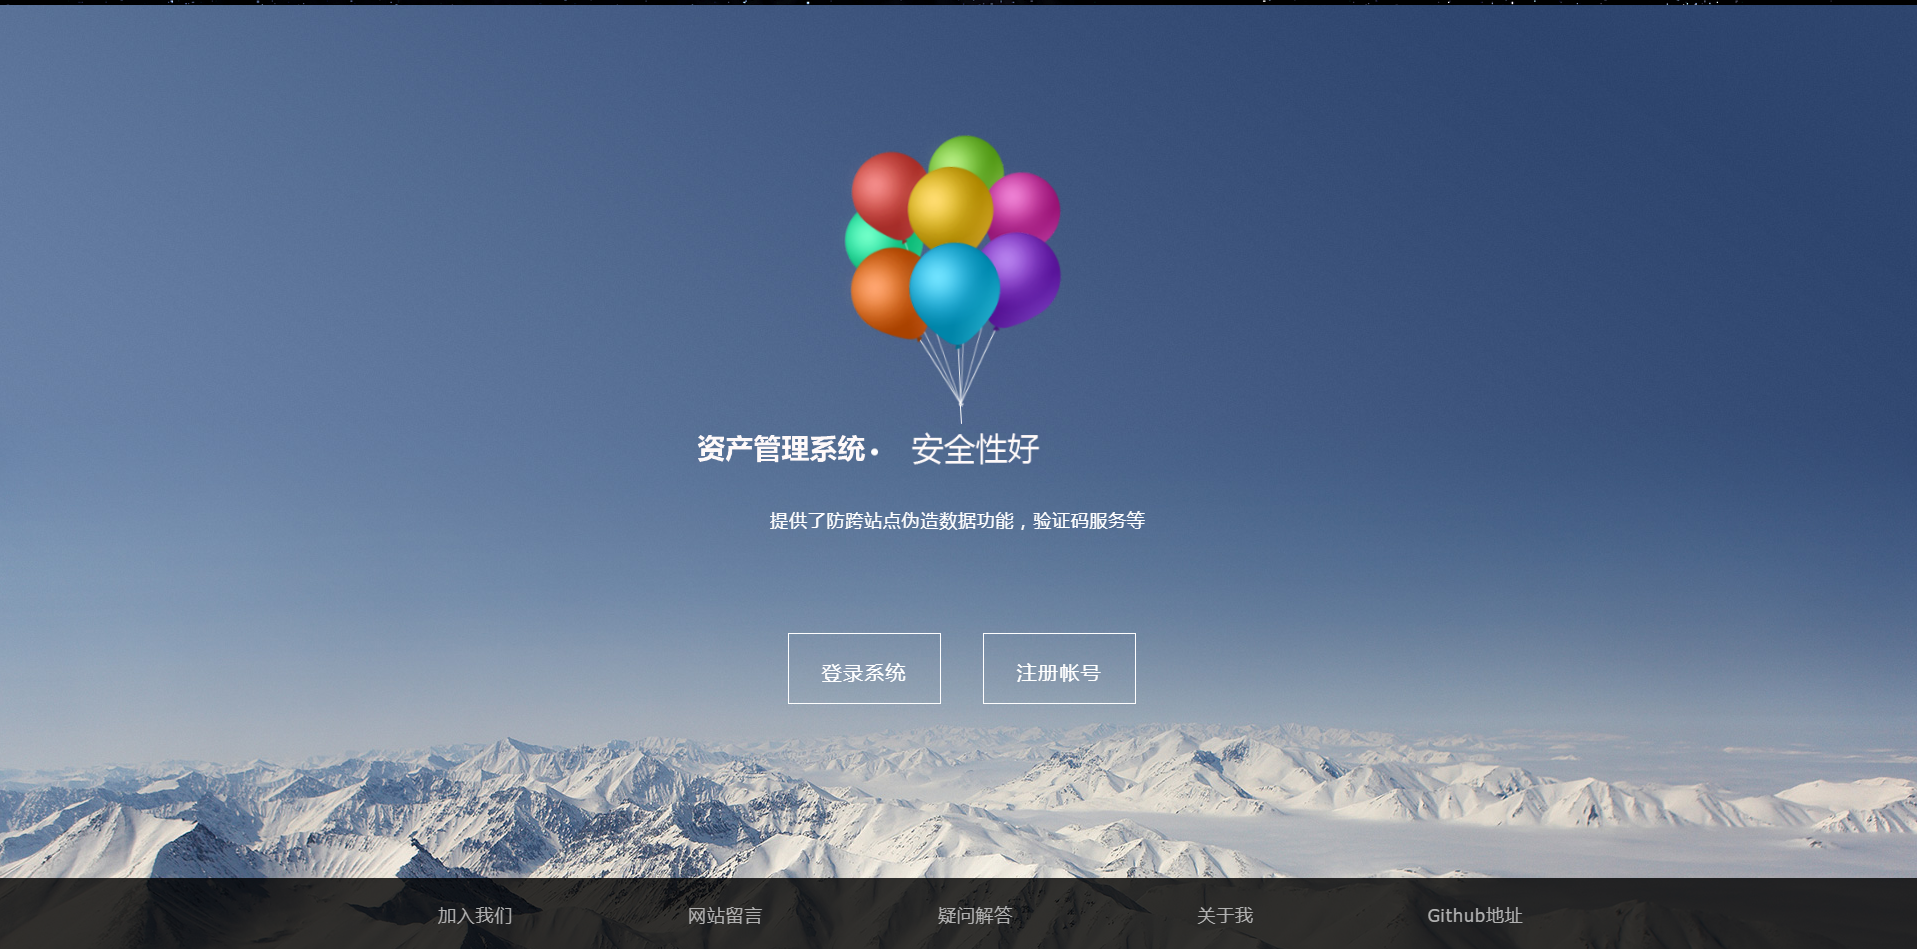 资产管理系统• 安全性好
提供了防跨站点伪造数据功能，验证码服务等
登录系统 注册帐号
加入我们 网站留言 疑问解答 关于我 Github地址